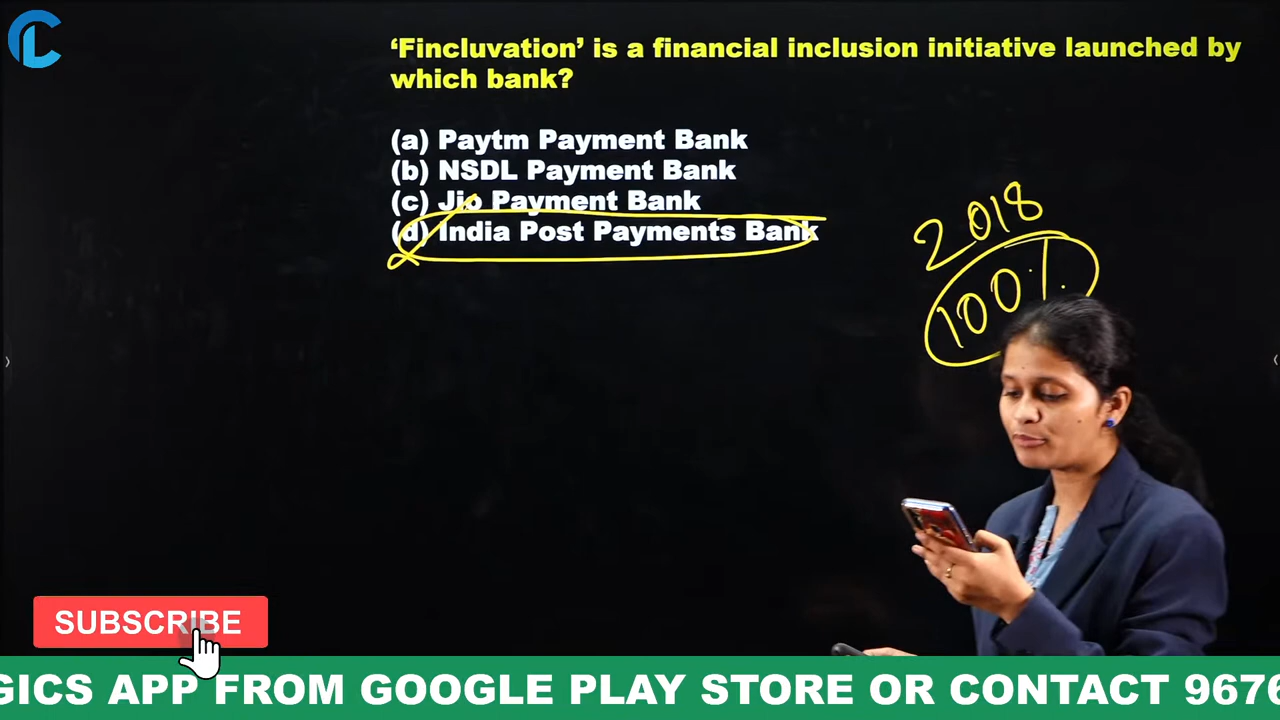 ‘Fincluvation’ is a financial inclusion initiative launched by
which bank?
(a) Paytm Payment Bank
(b) NSDL Payment Bank
(c) Jio Payment Bank
(d) India Post Payments Bank
2018
100%
SUBSCRIBE
GICS APP FROM GOOGLE PLAY STORE OR CONTACT 9676